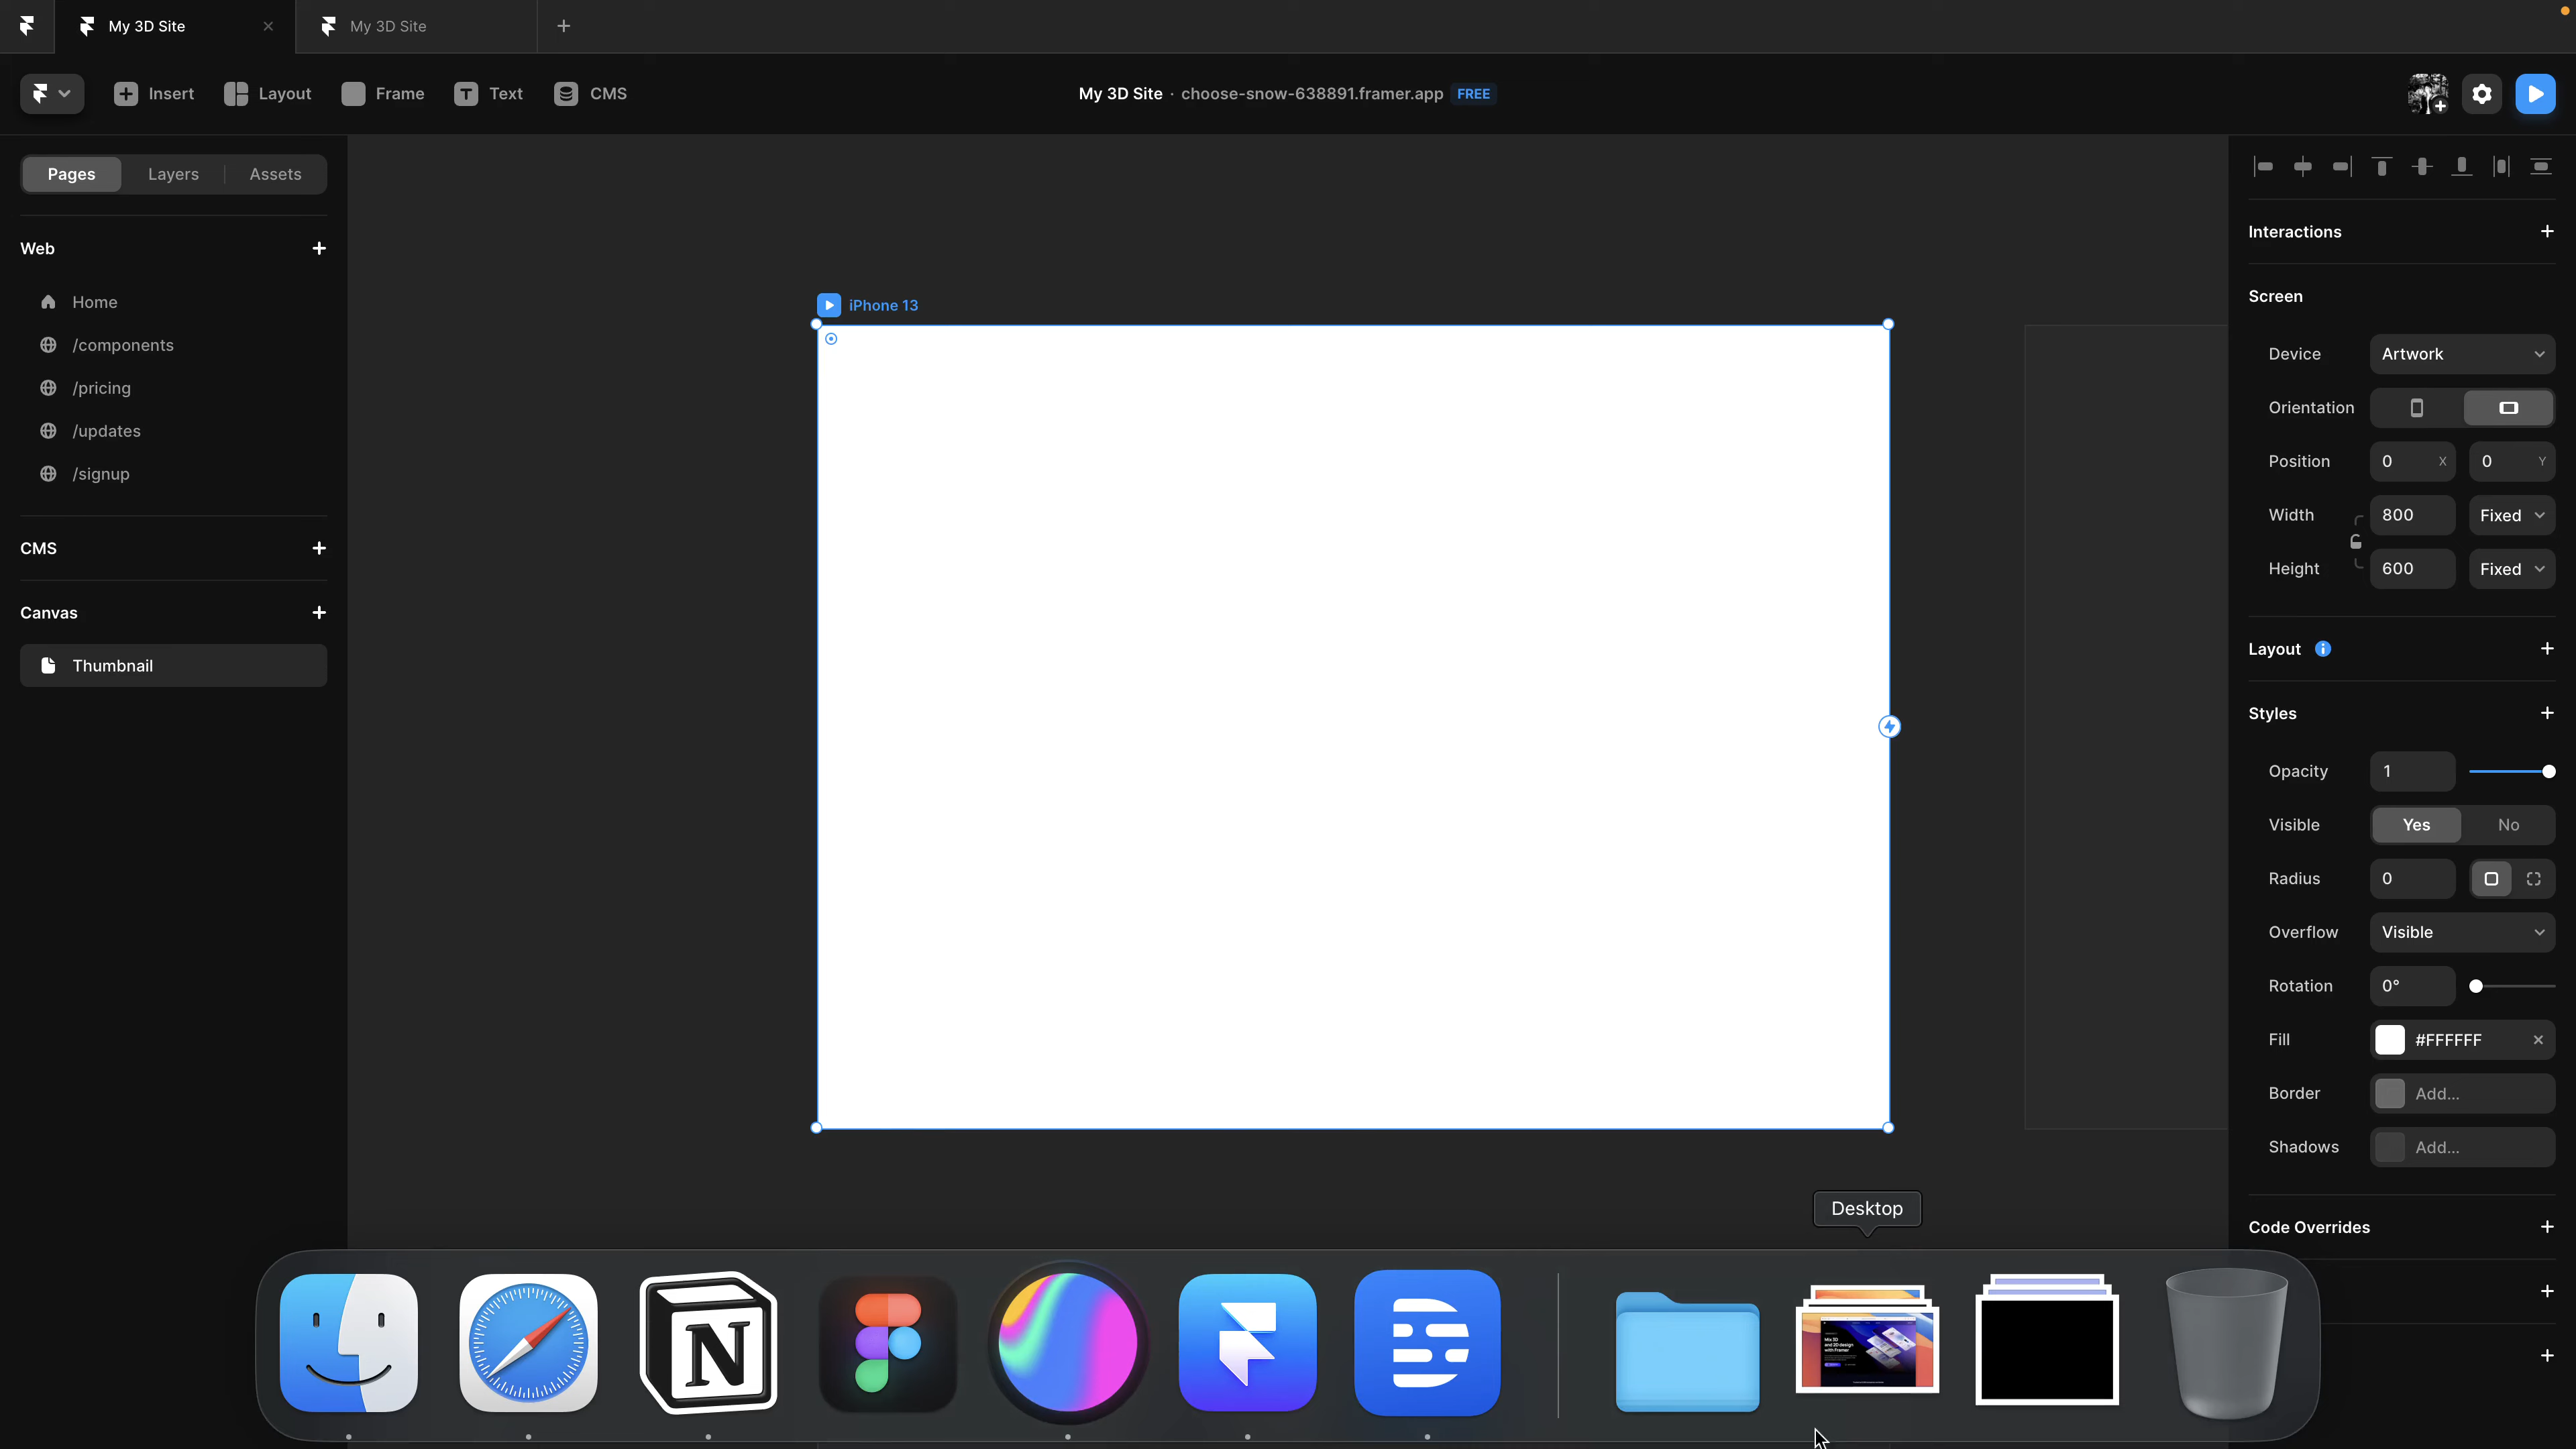 My 3D Site
My 3D Site
Insert
Layout
Frame
Text
CMS
My 3D Site · choose-snow-638891.framer.app FREE
Pages
Layers
Assets
Web
Home
/components
/pricing
/updates
/signup
CMS
Canvas
Thumbnail
iPhone 13
Interactions
Screen
Device Artwork
Orientation
Position 0 X 0 Y
Width 800 Fixed
Height 600 Fixed
Layout
Styles
Opacity 1
Visible Yes No
Radius 0
Overflow Visible
Rotation 0°
Fill #FFFFFF
Border Add...
Shadows Add...
Code Overrides
Desktop
N